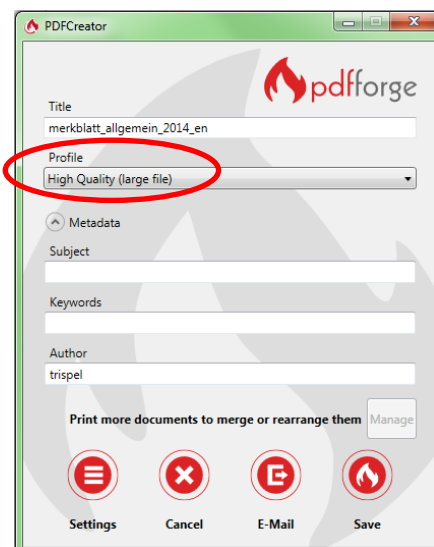 PDFCreator
pdfforge
Title
merkblatt_allgemein_2014_en
Profile
High Quality (large file)
Metadata
Subject
Keywords
Author
trispel
Print more documents to merge or rearrange them Manage
Settings Cancel E-Mail Save